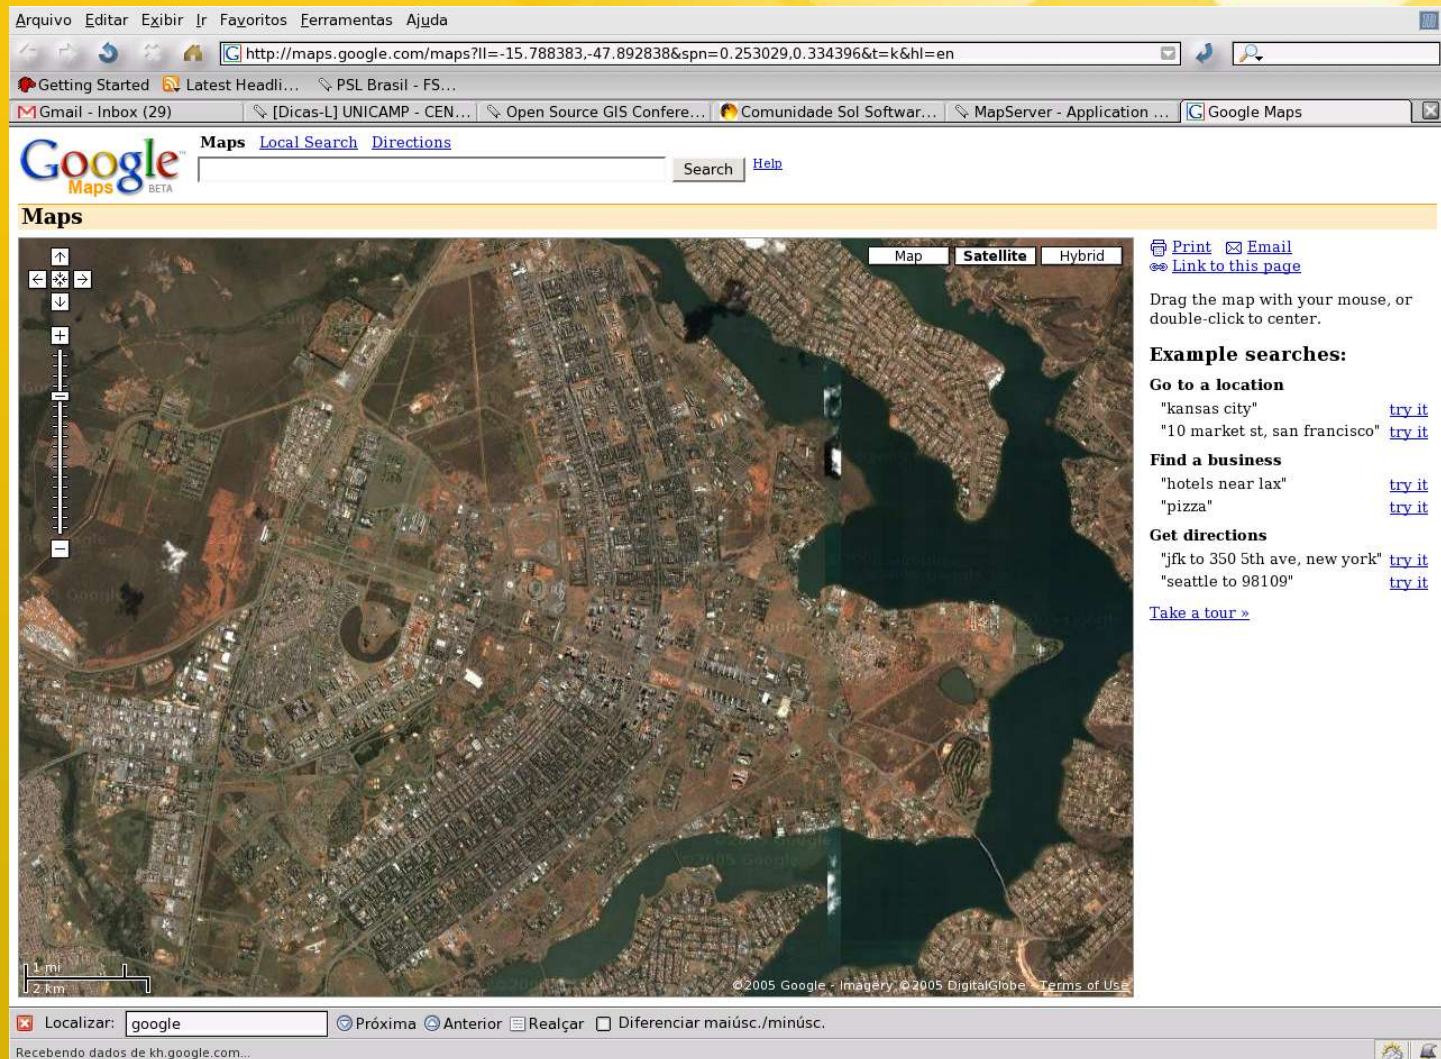 Arquivo Editar Exibir Ir Favoritos Ferramentas Ajuda
http://maps.google.com/maps?ll=-15.788383,-47.892838&spn=0.253029,0.334396&t=k&hl=en
Getting Started Latest Headli... PSL Brasil - FS...
Gmail - Inbox (29) [Dicas-L] UNICAMP - CEN... Open Source GIS Confere... Comunidade Sol Softwar... MapServer - Application ... Google Maps
Google Maps BETA
Maps Local Search Directions
Search Help
Maps
Map Satellite Hybrid
Print Email
Link to this page
Drag the map with your mouse, or
double-click to center.
Example searches:
Go to a location
"kansas city" try it
"10 market st, san francisco" try it
Find a business
"hotels near lax" try it
"pizza" try it
Get directions
"jfk to 350 5th ave, new york" try it
"seattle to 98109" try it
Take a tour »
1 mi
2 km
©2005 Google - Imagery ©2005 DigitalGlobe - Terms of Use
Localizar: google Próxima Anterior Realçar Diferenciar maiúsc./minúsc.
Recebendo dados de kh.google.com...